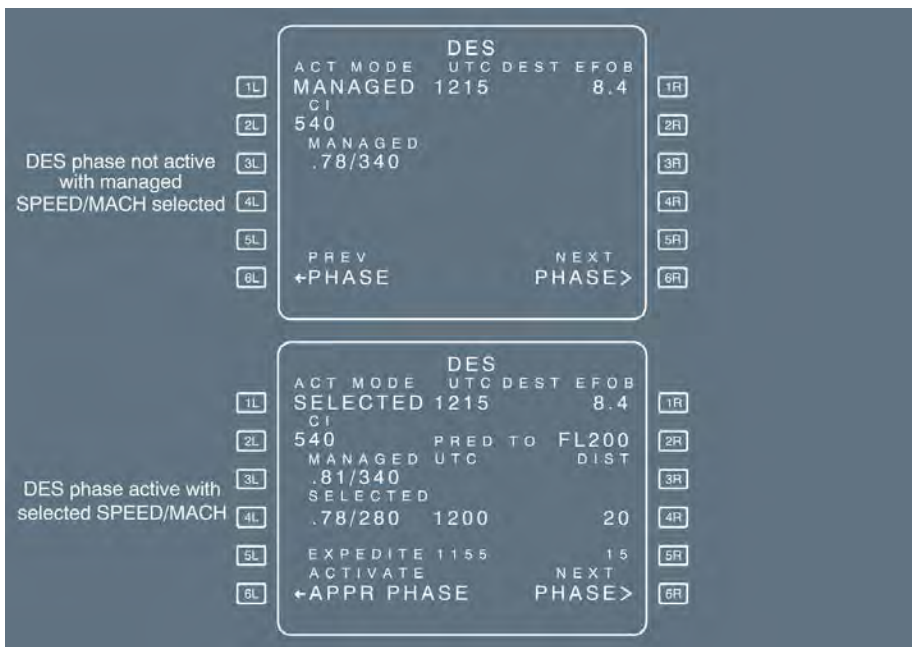 DES
ACT MODE UTC DEST EFOB
1L MANAGED 1215 8.4 1R
CI
2L 540 2R
MANAGED
DES phase not active
with managed
SPEED/MACH selected
3L .78/340 3R
4L 4R
5L 5R
PREV NEXT
6L ←PHASE PHASE> 6R
DES
ACT MODE UTC DEST EFOB
1L SELECTED 1215 8.4 1R
CI
2L 540 PRED TO FL200 2R
MANAGED UTC DIST
DES phase active with
selected SPEED/MACH
3L .81/340 3R
SELECTED
4L .78/280 1200 20 4R
5L EXPEDITE 1155 15 5R
ACTIVATE NEXT
6L ←APPR PHASE PHASE> 6R